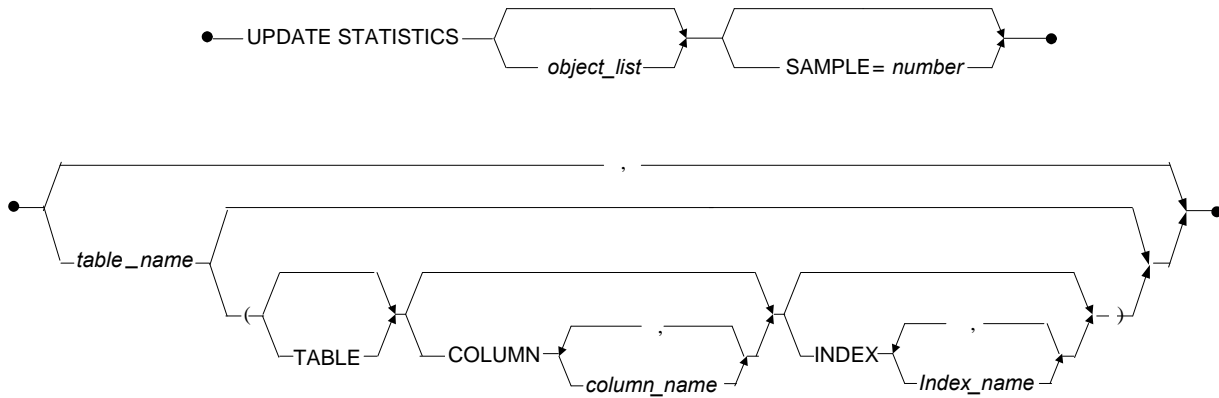 UPDATE STATISTICS
object_list
SAMPLE= number
,
table_name
(
TABLE
COLUMN
,
column_name
INDEX
,
Index_name
)